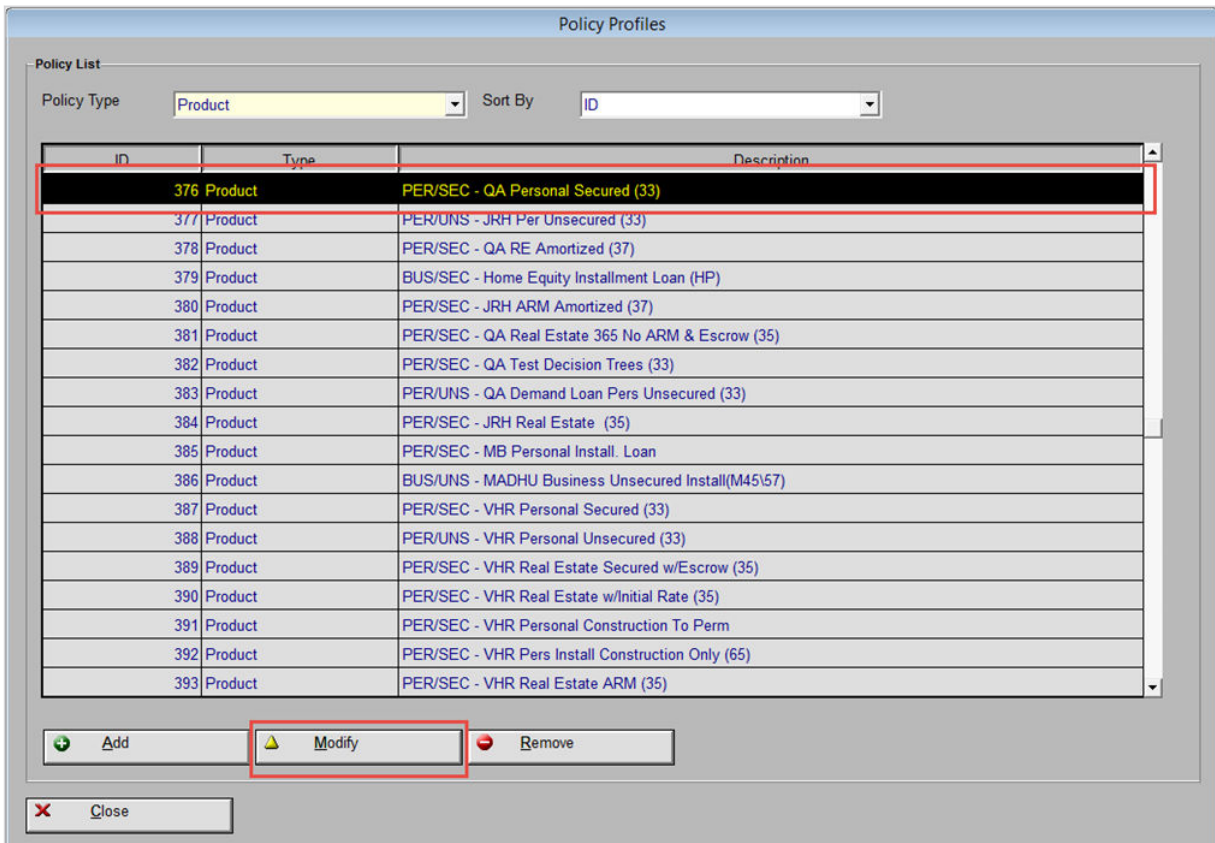 Policy Profiles
Policy List
Policy Type Product Sort By ID
ID Type Description
376 Product PER/SEC - QA Personal Secured (33)
377 Product PER/UNS - JRH Per Unsecured (33)
378 Product PER/SEC - QA RE Amortized (37)
379 Product BUS/SEC - Home Equity Installment Loan (HP)
380 Product PER/SEC - JRH ARM Amortized (37)
381 Product PER/SEC - QA Real Estate 365 No ARM & Escrow (35)
382 Product PER/SEC - QA Test Decision Trees (33)
383 Product PER/UNS - QA Demand Loan Pers Unsecured (33)
384 Product PER/SEC - JRH Real Estate (35)
385 Product PER/SEC - MB Personal Install. Loan
386 Product BUS/UNS - MADHU Business Unsecured Install(M45\57)
387 Product PER/SEC - VHR Personal Secured (33)
388 Product PER/UNS - VHR Personal Unsecured (33)
389 Product PER/SEC - VHR Real Estate Secured w/Escrow (35)
390 Product PER/SEC - VHR Real Estate w/Initial Rate (35)
391 Product PER/SEC - VHR Personal Construction To Perm
392 Product PER/SEC - VHR Pers Install Construction Only (65)
393 Product PER/SEC - VHR Real Estate ARM (35)
Add Modify Remove
Close